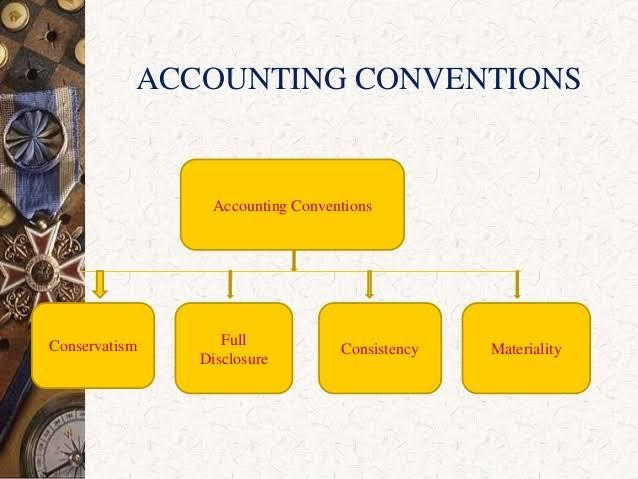 ACCOUNTING CONVENTIONS
Accounting Conventions
Conservatism
Full
Disclosure
Consistency
Materiality